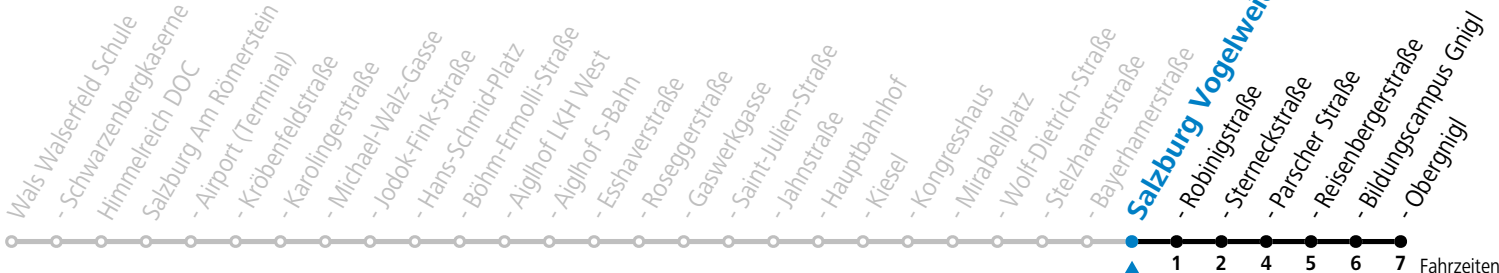 Wals Walserfeld Schule
- Schwarzenbergkaserne
Himmelreich DOC
Salzburg Am Römerstein
- Airport (Terminal)
- Kröbenfeldstraße
- Karolingerstraße
- Michael-Walz-Gasse
- Jodok-Fink-Straße
- Hans-Schmid-Platz
- Böhm-Ermolli-Straße
- Aiglhof LKH West
- Aiglhof S-Bahn
- Esshaverstraße
- Roseggerstraße
- Gaswerkgasse
- Saint-Julien-Straße
- Jahnstraße
- Hauptbahnhof
- Kiesel
- Kongresshaus
- Mirabellplatz
- Wolf-Dietrich-Straße
- Stelzhamerstraße
- Bayerhamerstraße
Salzburg
- Robinigstraße
- Sterneckstraße
- Parscher Straße
- Reisenbergerstraße
- Bildungscampus Gnigl
- Obergnigl
1 2 4 5 6 7 Fahrzeiten